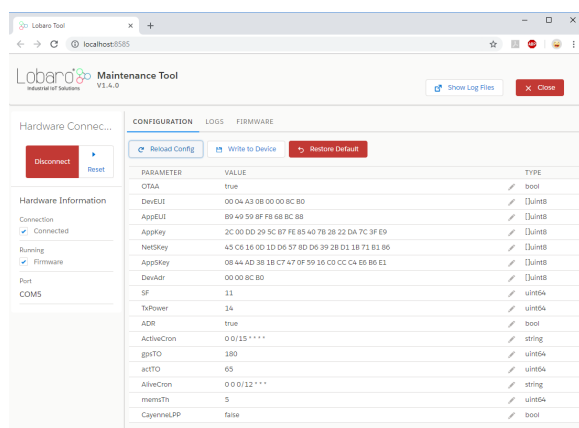 Lobaro Tool
localhost:8585
Lobaro
Industrial IoT Solutions
Maintenance Tool
V1.4.0
Show Log Files
Close
Hardware Connec...
Disconnect
Reset
Hardware Information
Connection
Connected
Running
Firmware
Port
COM5
CONFIGURATION LOGS FIRMWARE
Reload Config Write to Device Restore Default
PARAMETER VALUE TYPE
OTAA true bool
DevEUI 00 04 A3 0B 00 00 8C B0 []uint8
AppEUI B9 49 59 8F F8 68 BC 88 []uint8
AppKey 2C 00 DD 29 5C B7 FE 85 40 7B 28 22 DA 7C 3F E9 []uint8
NetSKey 45 C6 16 0D 1D D6 57 8D D6 39 2B D1 1B 71 B1 86 []uint8
AppSKey 08 44 AD 38 1B C7 47 0F 59 16 C0 CC C4 E6 B6 E1 []uint8
DevAdr 00 00 8C B0 []uint8
SF 11 uint64
TxPower 14 uint64
ADR true bool
ActiveCron 0 0/15 * * * * string
gpsTO 180 uint64
actTO 65 uint64
AliveCron 0 0 0/12 * * * string
memsTh 5 uint64
CayenneLPP false bool